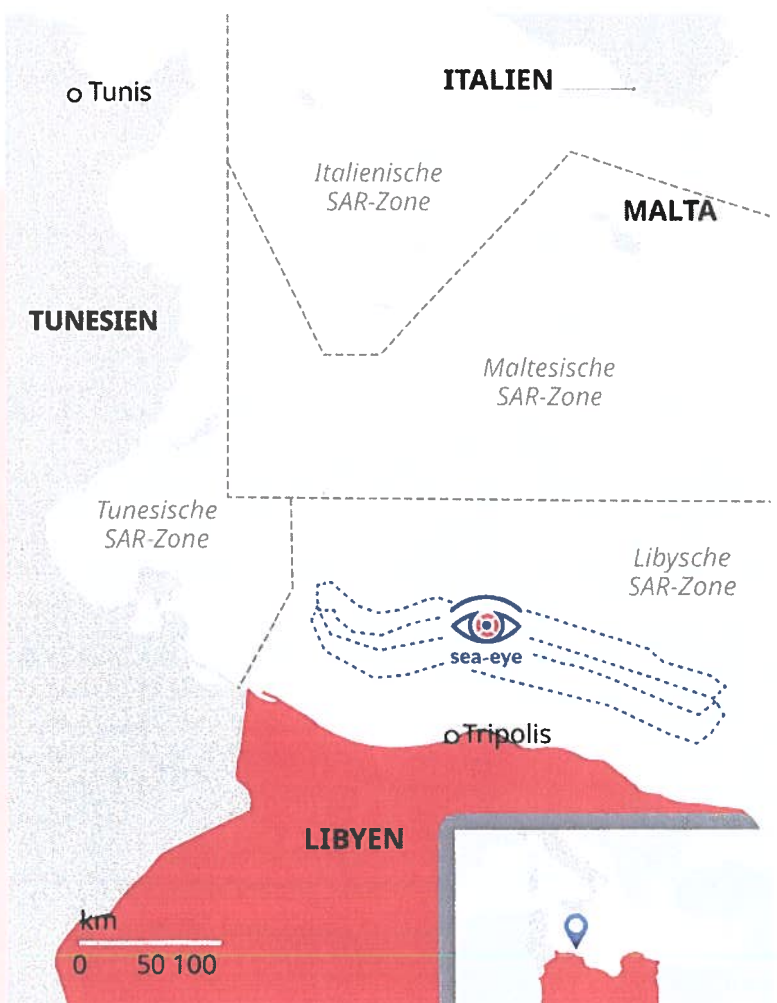 Tunis
ITALIEN
Italienische
SAR-Zone
MALTA
TUNESIEN
Maltesische
SAR-Zone
Tunesische
SAR-Zone
Libysche
SAR-Zone
sea-eye
Tripolis
LIBYEN
km
0 50 100